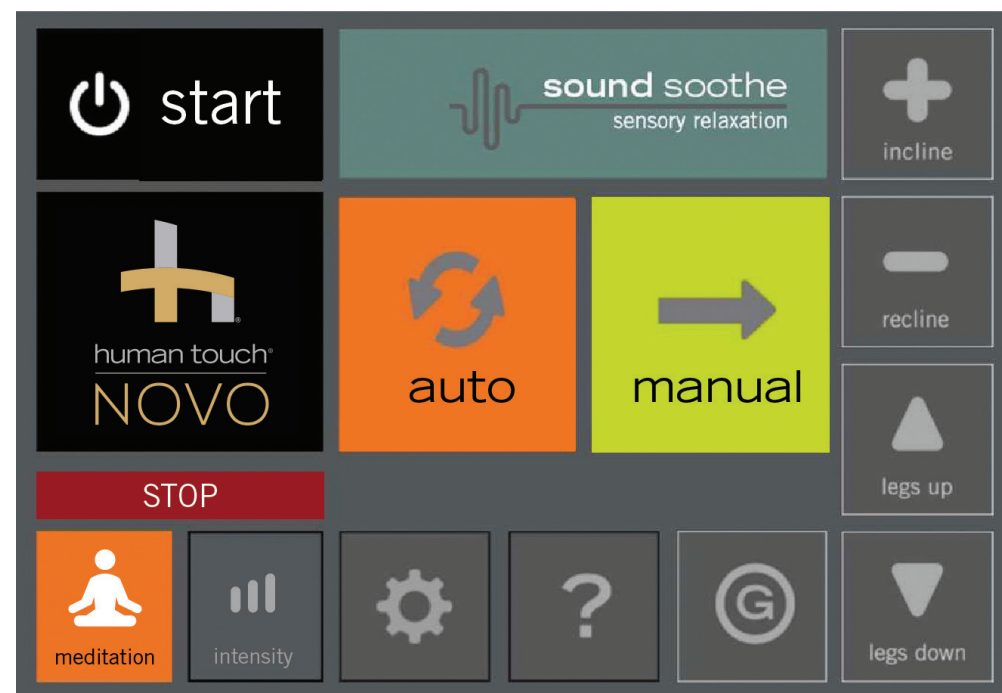 start
sound soothe
sensory relaxation
incline
human touch®
NOVO
auto
manual
recline
STOP
legs up
meditation
intensity
?
G
legs down